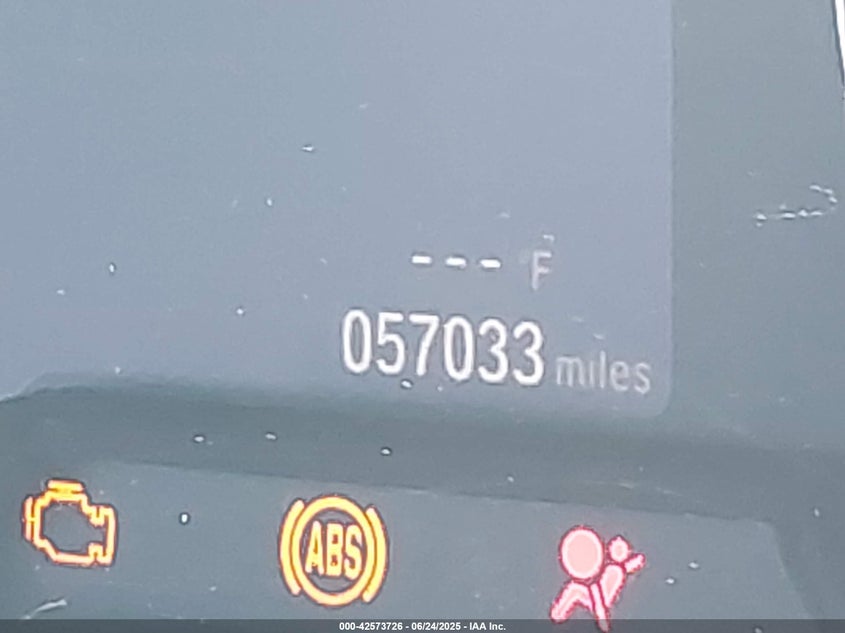 --- F
057033 miles
ABS
000-42573726 - 06/24/2025 - IAA Inc.